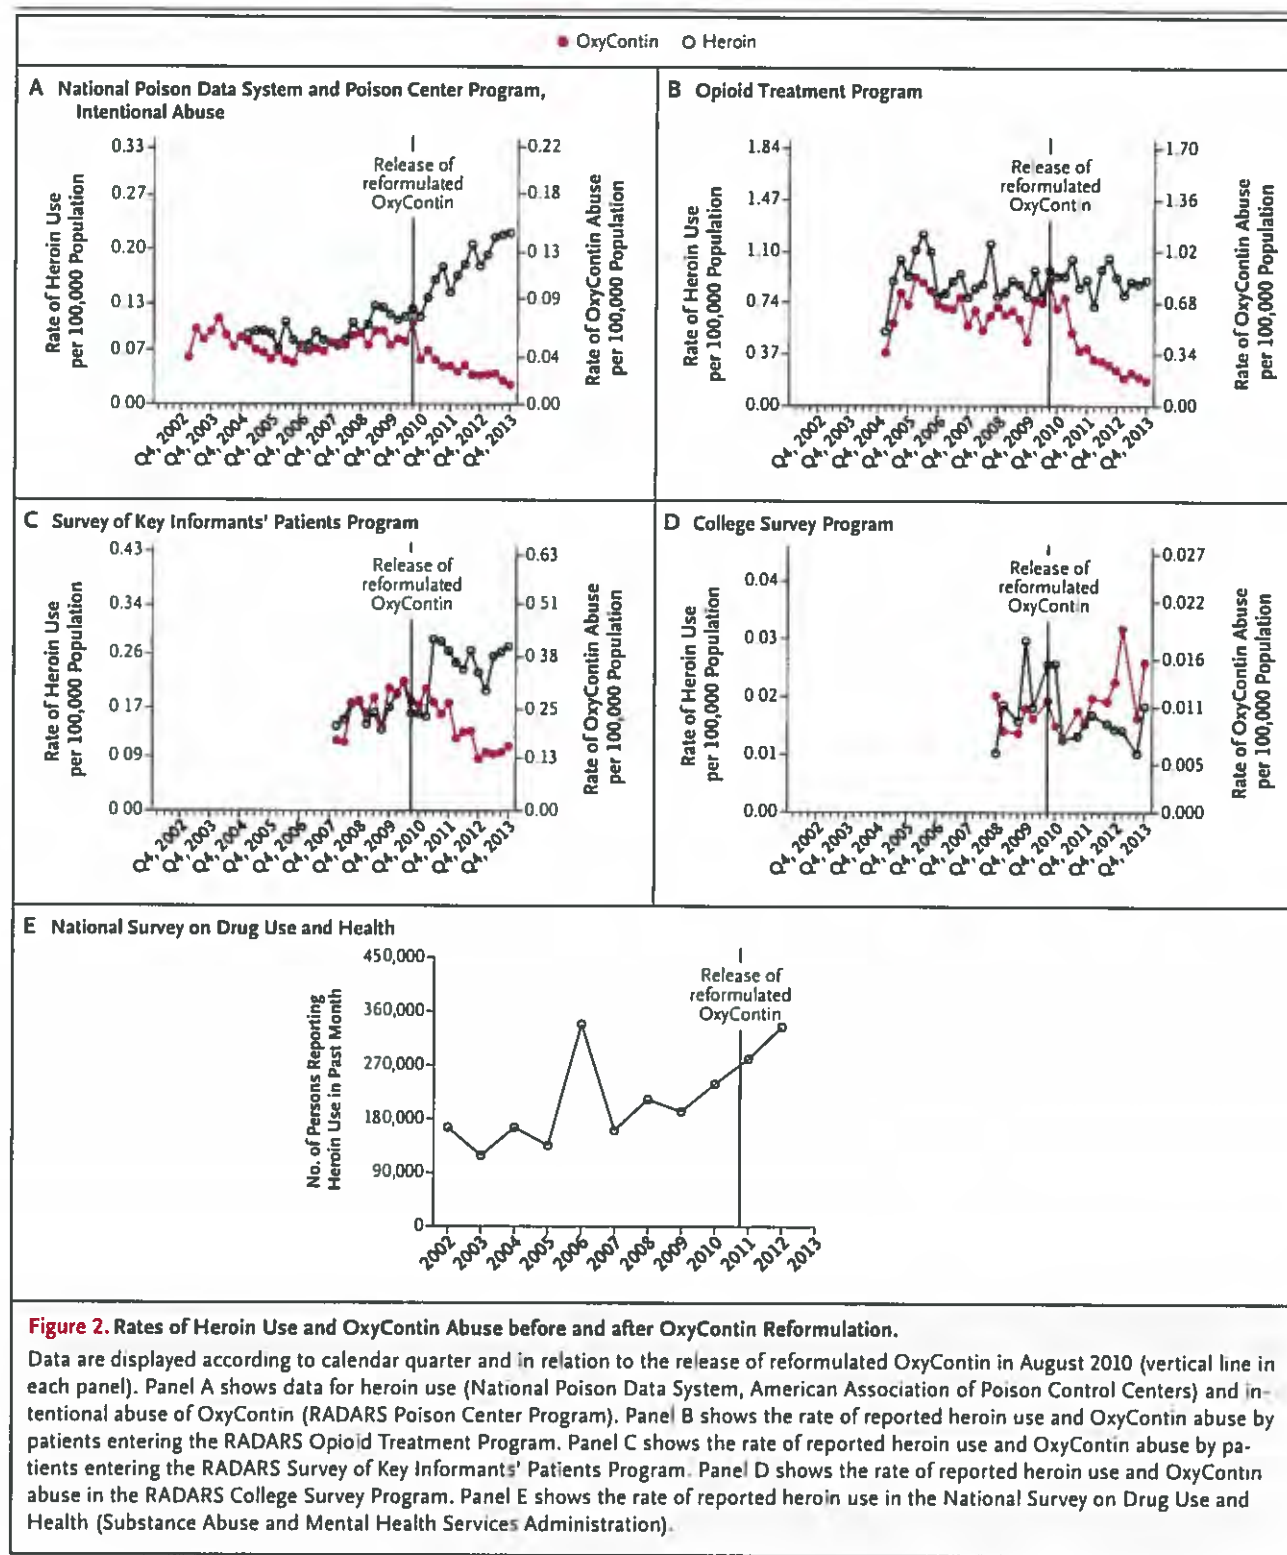 OxyContin Heroin
A National Poison Data System and Poison Center Program,
Intentional Abuse
Rate of Heroin Use
per 100,000 Population
0.33
0.27
0.20
0.13
0.07
0 00
Release of
reformulated
OxyContin
0.22
0.18
0.13
0.09
0.04
0.00
Rate of OxyContin Abuse
per 100,000 Population
Q4, 2002
Q4, 2003
Q4, 2004
Q4, 2005
Q4, 2006
Q4, 2007
Q4, 2008
Q4, 2009
Q4, 2010
Q4, 2011
Q4, 2012
Q4, 2013
B Opioid Treatment Program
Rate of Heroin Use
per 100,000 Population
1.84
1.47
1.10
0.74
0.37
0.00
Release of
reformulated
OxyContin
1.70
1.36
1.02
0.68
0.34
0.00
Rate of OxyContin Abuse
per 100,000 Population
Q4, 2002
Q4, 2003
Q4, 2004
Q4, 2005
Q4, 2006
Q4, 2007
Q4, 2008
Q4, 2009
Q4, 2010
Q4, 2011
Q4, 2012
Q4, 2013
C Survey of Key Informants' Patients Program
Rate of Heroin Use
per 100,000 Population
0.43
0.34
0.26
0.17
0.09
0 00
Release of
reformulated
OxyContin
0.63
0.51
0.38
0.25
0.13
0.00
Rate of OxyContin Abuse
per 100,000 Population
Q4, 2002
Q4, 2003
Q4, 2004
Q4, 2005
Q4, 2006
Q4, 2007
Q4, 2008
Q4, 2009
Q4, 2010
Q4, 2011
Q4, 2012
Q4, 2013
D College Survey Program
Rate of Heroin Use
per 100,000 Population
0.04
0.03
0.02
0.01
0.00
Release of
reformulated
OxyContin
0.027
0.022
0.016
0.011
0.005
0.000
Rate of OxyContin Abuse
per 100,000 Population
Q4, 2002
Q4, 2003
Q4, 2004
Q4, 2005
Q4, 2006
Q4, 2007
Q4, 2008
Q4, 2009
Q4, 2010
Q4, 2011
Q4, 2012
Q4, 2013
E National Survey on Drug Use and Health
No. of Persons Reporting
Heroin Use in Past Month
450,000
360,000
270,000
180,000
90,000
0
Release of
reformulated
OxyContin
2002
2003
2004
2005
2006
2007
2008
2009
2010
2011
2012
2013
Figure 2. Rates of Heroin Use and OxyContin Abuse before and after OxyContin Reformulation.
Data are displayed according to calendar quarter and in relation to the release of reformulated OxyContin in August 2010 (vertical line in
each panel). Panel A shows data for heroin use (National Poison Data System, American Association of Poison Control Centers) and in-
tentional abuse of OxyContin (RADARS Poison Center Program). Panel B shows the rate of reported heroin use and OxyContin abuse by
patients entering the RADARS Opioid Treatment Program. Panel C shows the rate of reported heroin use and OxyContin abuse by pa-
tients entering the RADARS Survey of Key Informants' Patients Program. Panel D shows the rate of reported heroin use and OxyContin
abuse in the RADARS College Survey Program. Panel E shows the rate of reported heroin use in the National Survey on Drug Use and
Health (Substance Abuse and Mental Health Services Administration).